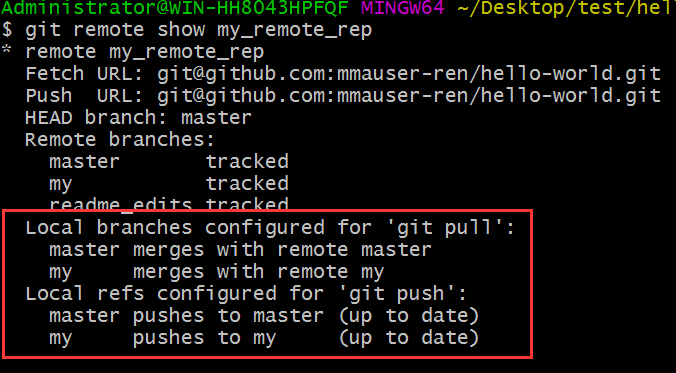 Administrator@WIN-HH8O43HPFQF MINGW64 ~/Desktop/test/hel
$ git remote show my_remote_rep
* remote my_remote_rep
  Fetch URL: git@github.com:mmauser-ren/hello-world.git
  Push  URL: git@github.com:mmauser-ren/hello-world.git
  HEAD branch: master
  Remote branches:
    master       tracked
    my           tracked
    readme_edits tracked
  Local branches configured for 'git pull':
    master merges with remote master
    my     merges with remote my
  Local refs configured for 'git push':
    master pushes to master (up to date)
    my     pushes to my     (up to date)